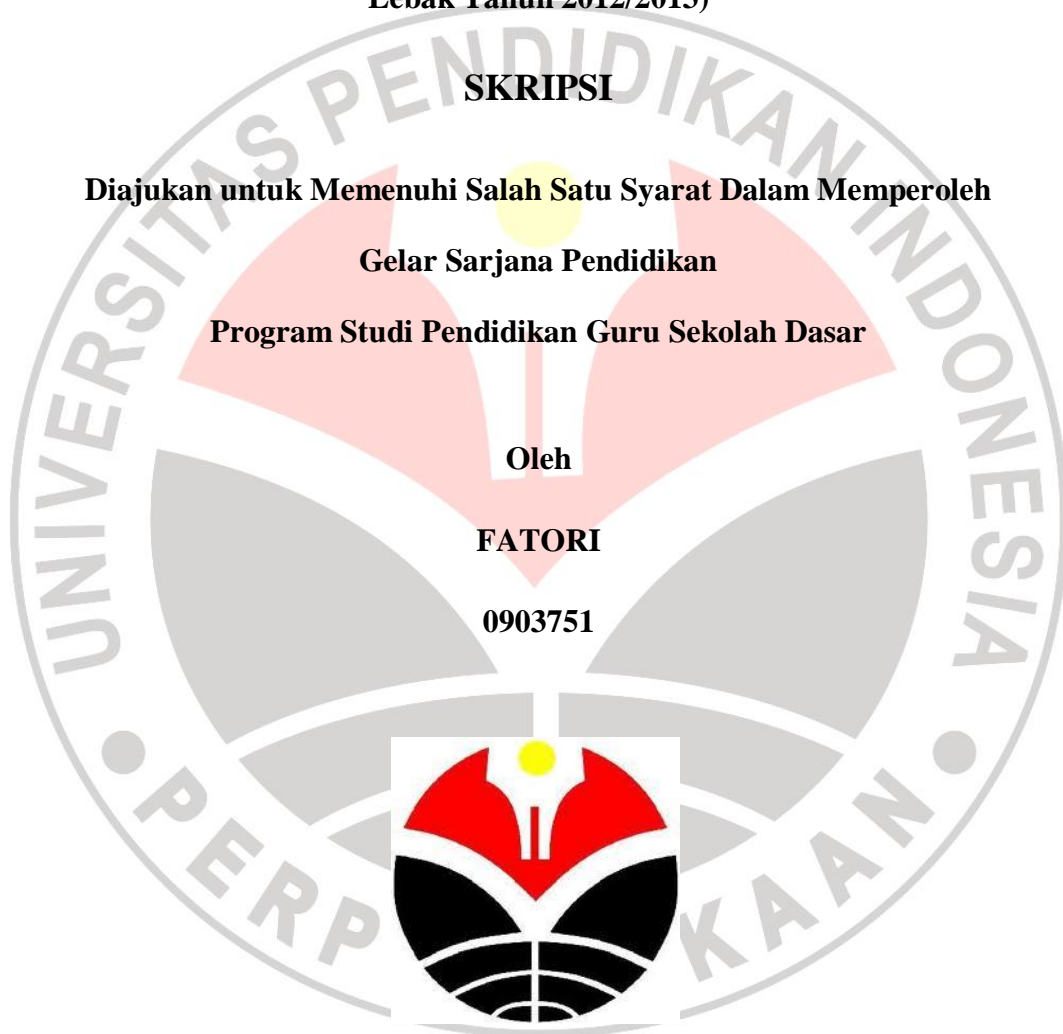 Lebak Tahun 2012/2013)
SKRIPSI
Diajukan untuk Memenuhi Salah Satu Syarat Dalam Memperoleh
Gelar Sarjana Pendidikan
Program Studi Pendidikan Guru Sekolah Dasar
Oleh
FATORI
0903751
UNIVERSITAS PENDIDIKAN INDONESIA